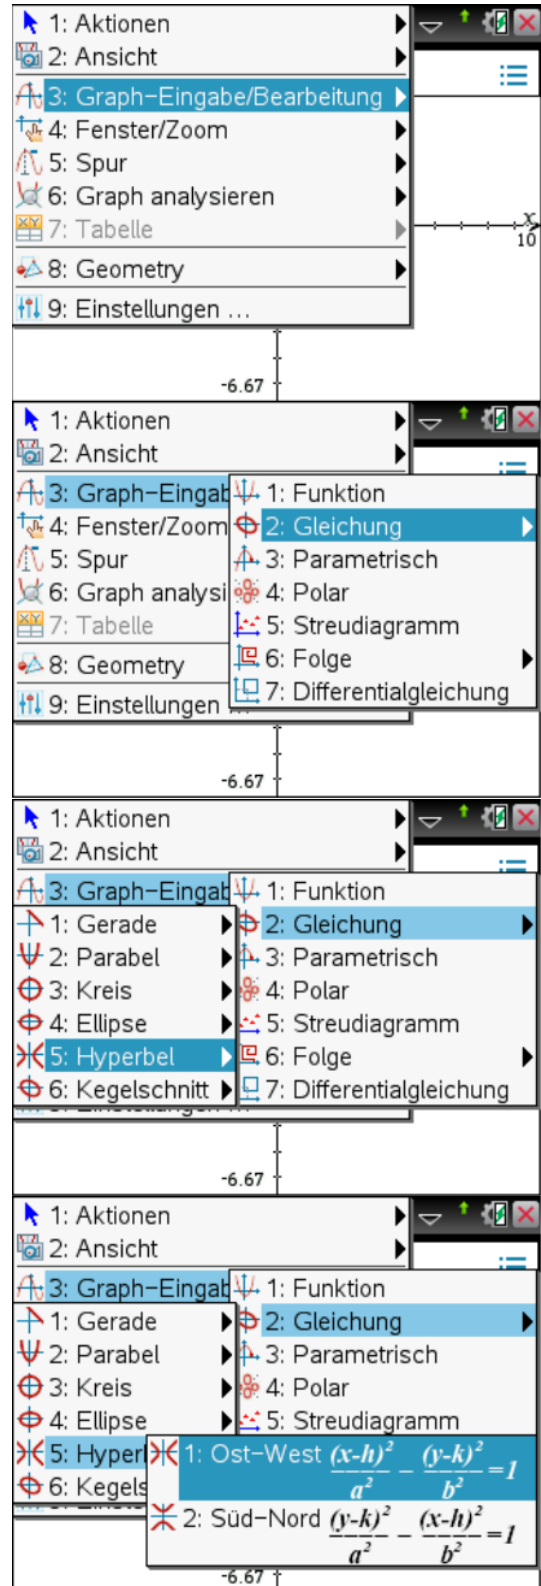 1: Aktionen
2: Ansicht
3: Graph-Eingabe/Bearbeitung
4: Fenster/Zoom
5: Spur
6: Graph analysieren
7: Tabelle
8: Geometry
9: Einstellungen ...
x
10
-6.67
1: Aktionen
2: Ansicht
3: Graph-Eingab
1: Funktion
4: Fenster/Zoom
2: Gleichung
5: Spur
3: Parametrisch
6: Graph analysi
4: Polar
7: Tabelle
5: Streudiagramm
8: Geometry
6: Folge
9: Einstellungen ...
7: Differentialgleichung
-6.67
1: Aktionen
2: Ansicht
3: Graph-Eingab
1: Funktion
1: Gerade
2: Gleichung
2: Parabel
3: Parametrisch
3: Kreis
4: Polar
4: Ellipse
5: Streudiagramm
5: Hyperbel
6: Folge
6: Kegelschnitt
7: Differentialgleichung
-6.67
1: Aktionen
2: Ansicht
3: Graph-Eingab
1: Funktion
1: Gerade
2: Gleichung
2: Parabel
3: Parametrisch
3: Kreis
4: Polar
4: Ellipse
5: Streudiagramm
5: Hyperb
1: Ost-West (x-h)²/a² - (y-k)²/b² =1
6: Kegels
2: Süd-Nord (y-k)²/a² - (x-h)²/b² =1
-6.67